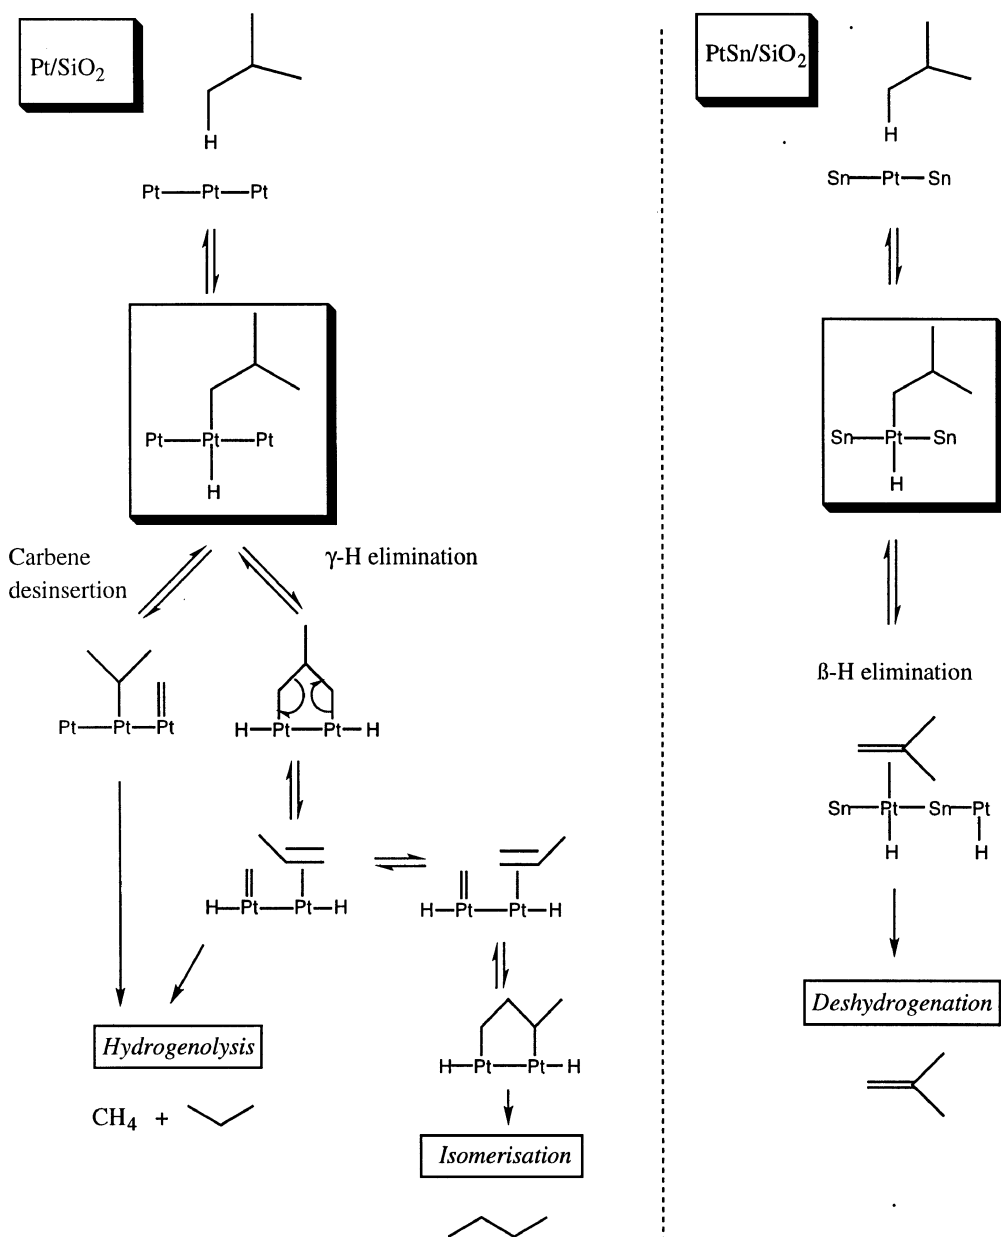 Pt/SiO2
H
Pt Pt Pt
Pt Pt Pt
H
Carbene
desinsertion
γ-H elimination
Pt Pt Pt
H Pt Pt H
H Pt Pt H
H Pt Pt H
Hydrogenolysis
CH4 +
H Pt Pt H
Isomerisation
PtSn/SiO2
H
Sn Pt Sn
Sn Pt Sn
H
ß-H elimination
Sn Pt Sn Pt
H H
Deshydrogenation